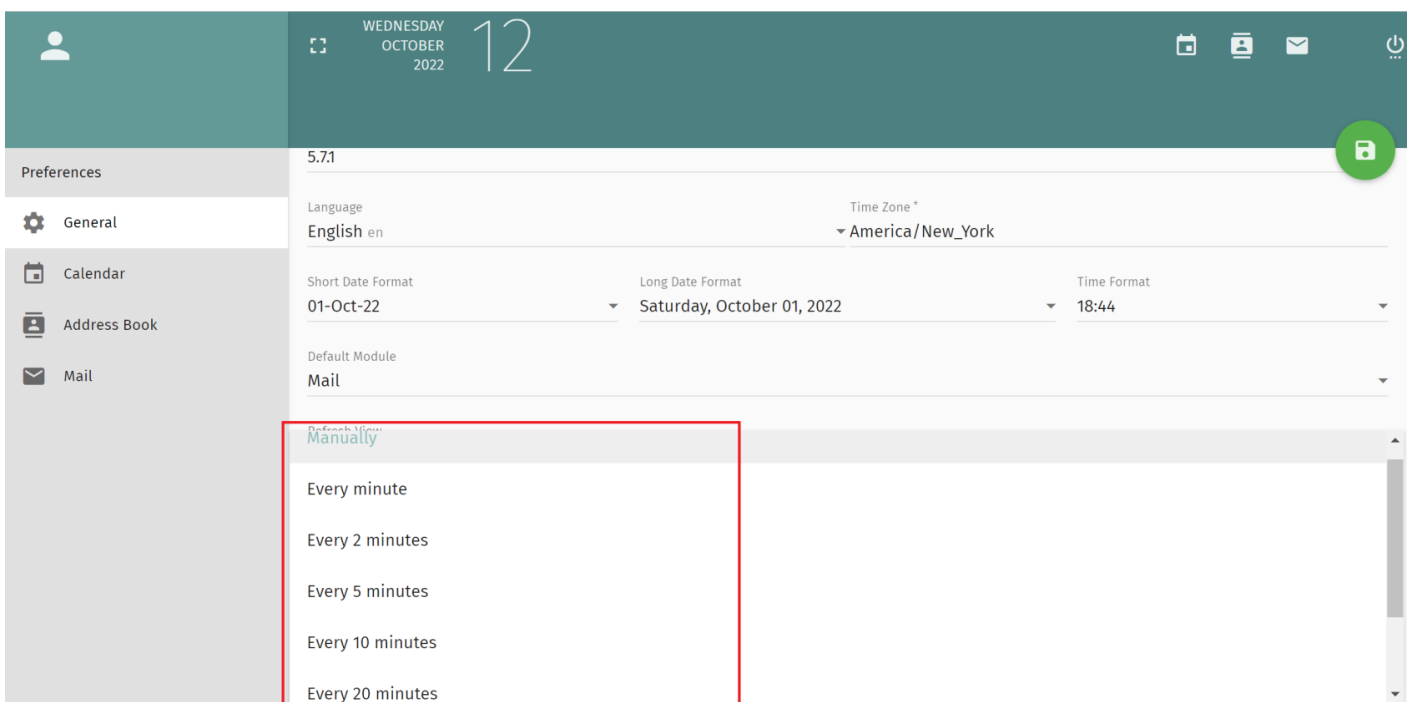 WEDNESDAY
OCTOBER
2022
12
Preferences
General
Calendar
Address Book
Mail
5.7.1
Language
Time Zone *
English en
America/New_York
Short Date Format
Long Date Format
Time Format
01-Oct-22
Saturday, October 01, 2022
18:44
Default Module
Mail
Refresh View
Manually
Every minute
Every 2 minutes
Every 5 minutes
Every 10 minutes
Every 20 minutes